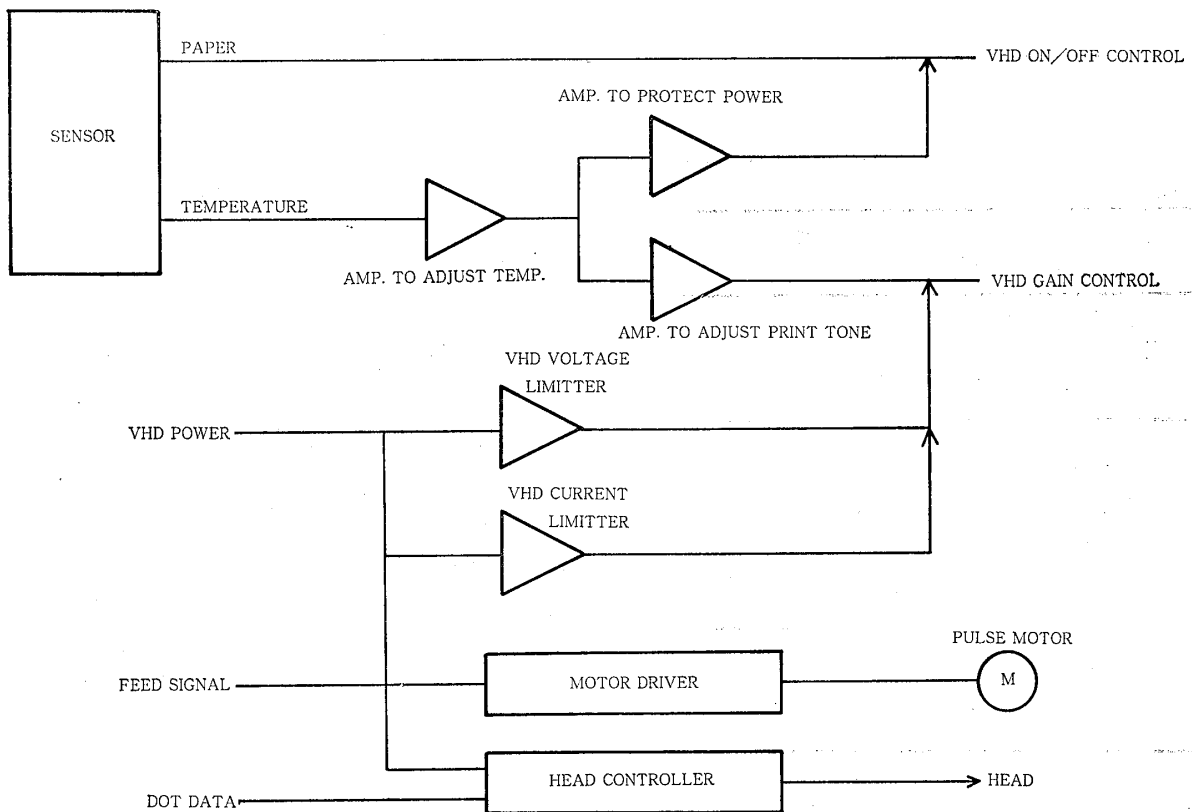 PAPER
VHD ON/OFF CONTROL
AMP. TO PROTECT POWER
SENSOR
TEMPERATURE
AMP. TO ADJUST TEMP.
VHD GAIN CONTROL
AMP. TO ADJUST PRINT TONE
VHD VOLTAGE
LIMITTER
VHD POWER
VHD CURRENT
LIMITTER
PULSE MOTOR
FEED SIGNAL
MOTOR DRIVER
M
HEAD CONTROLLER
HEAD
DOT DATA